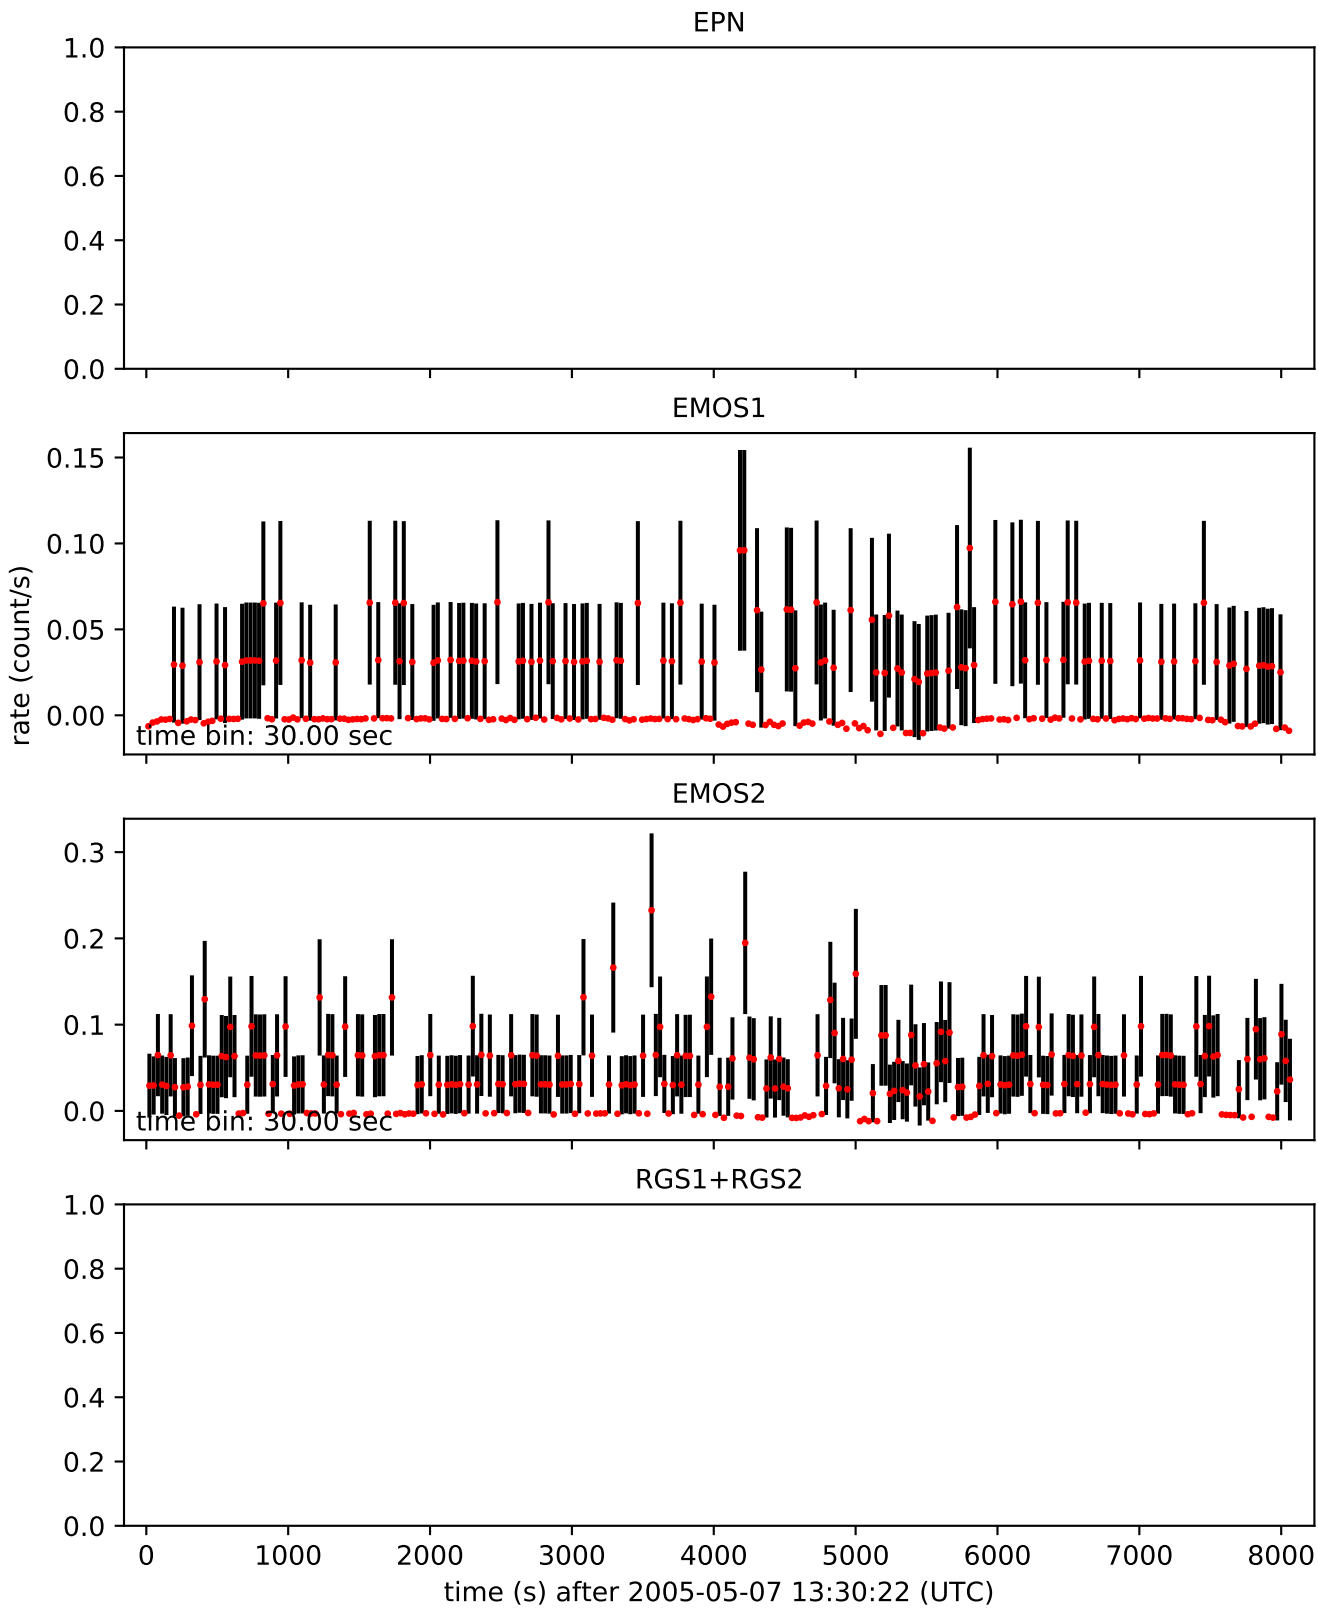 EPN
1.0
0.8
0.6
0.4
0.2
0.0
EMOS1
0.15
0.10
0.05
0.00
time bin: 30.00 sec
rate (count/s)
EMOS2
0.3
0.2
0.1
0.0
time bin: 30.00 sec
RGS1+RGS2
1.0
0.8
0.6
0.4
0.2
0.0
0 1000 2000 3000 4000 5000 6000 7000 8000
time (s) after 2005-05-07 13:30:22 (UTC)